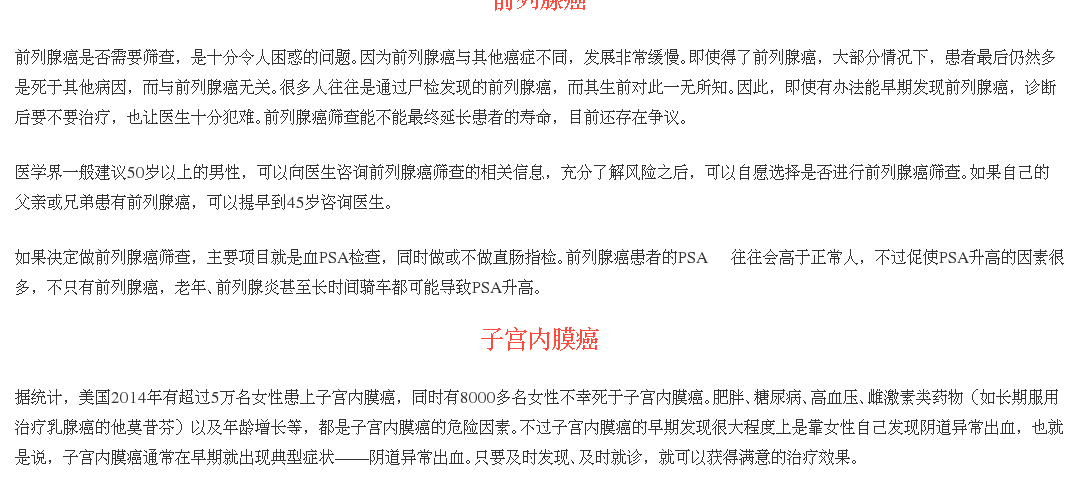 前列腺癌
前列腺癌是否需要筛查，是十分令人困惑的问题。因为前列腺癌与其他癌症不同，发展非常缓慢。即使得了前列腺癌，大部分情况下，患者最后仍然多
是死于其他病因，而与前列腺癌无关。很多人往往是通过尸检发现的前列腺癌，而其生前对此一无所知。因此，即使有办法能早期发现前列腺癌，诊断
后要不要治疗，也让医生十分犯难。前列腺癌筛查能不能最终延长患者的寿命，目前还存在争议。
医学界一般建议50岁以上的男性，可以向医生咨询前列腺癌筛查的相关信息，充分了解风险之后，可以自愿选择是否进行前列腺癌筛查。如果自己的
父亲或兄弟患有前列腺癌，可以提早到45岁咨询医生。
如果决定做前列腺癌筛查，主要项目就是血PSA检查，同时做或不做直肠指检。前列腺癌患者的PSA 往往会高于正常人，不过促使PSA升高的因素很
多，不只有前列腺癌，老年、前列腺炎甚至长时间骑车都可能导致PSA升高。
子宫内膜癌
据统计，美国2014年有超过5万名女性患上子宫内膜癌，同时有8000多名女性不幸死于子宫内膜癌。肥胖、糖尿病、高血压、雌激素类药物（如长期服用
治疗乳腺癌的他莫昔芬）以及年龄增长等，都是子宫内膜癌的危险因素。不过子宫内膜癌的早期发现很大程度上是靠女性自己发现阴道异常出血，也就
是说，子宫内膜癌通常在早期就出现典型症状——阴道异常出血。只要及时发现、及时就诊，就可以获得满意的治疗效果。